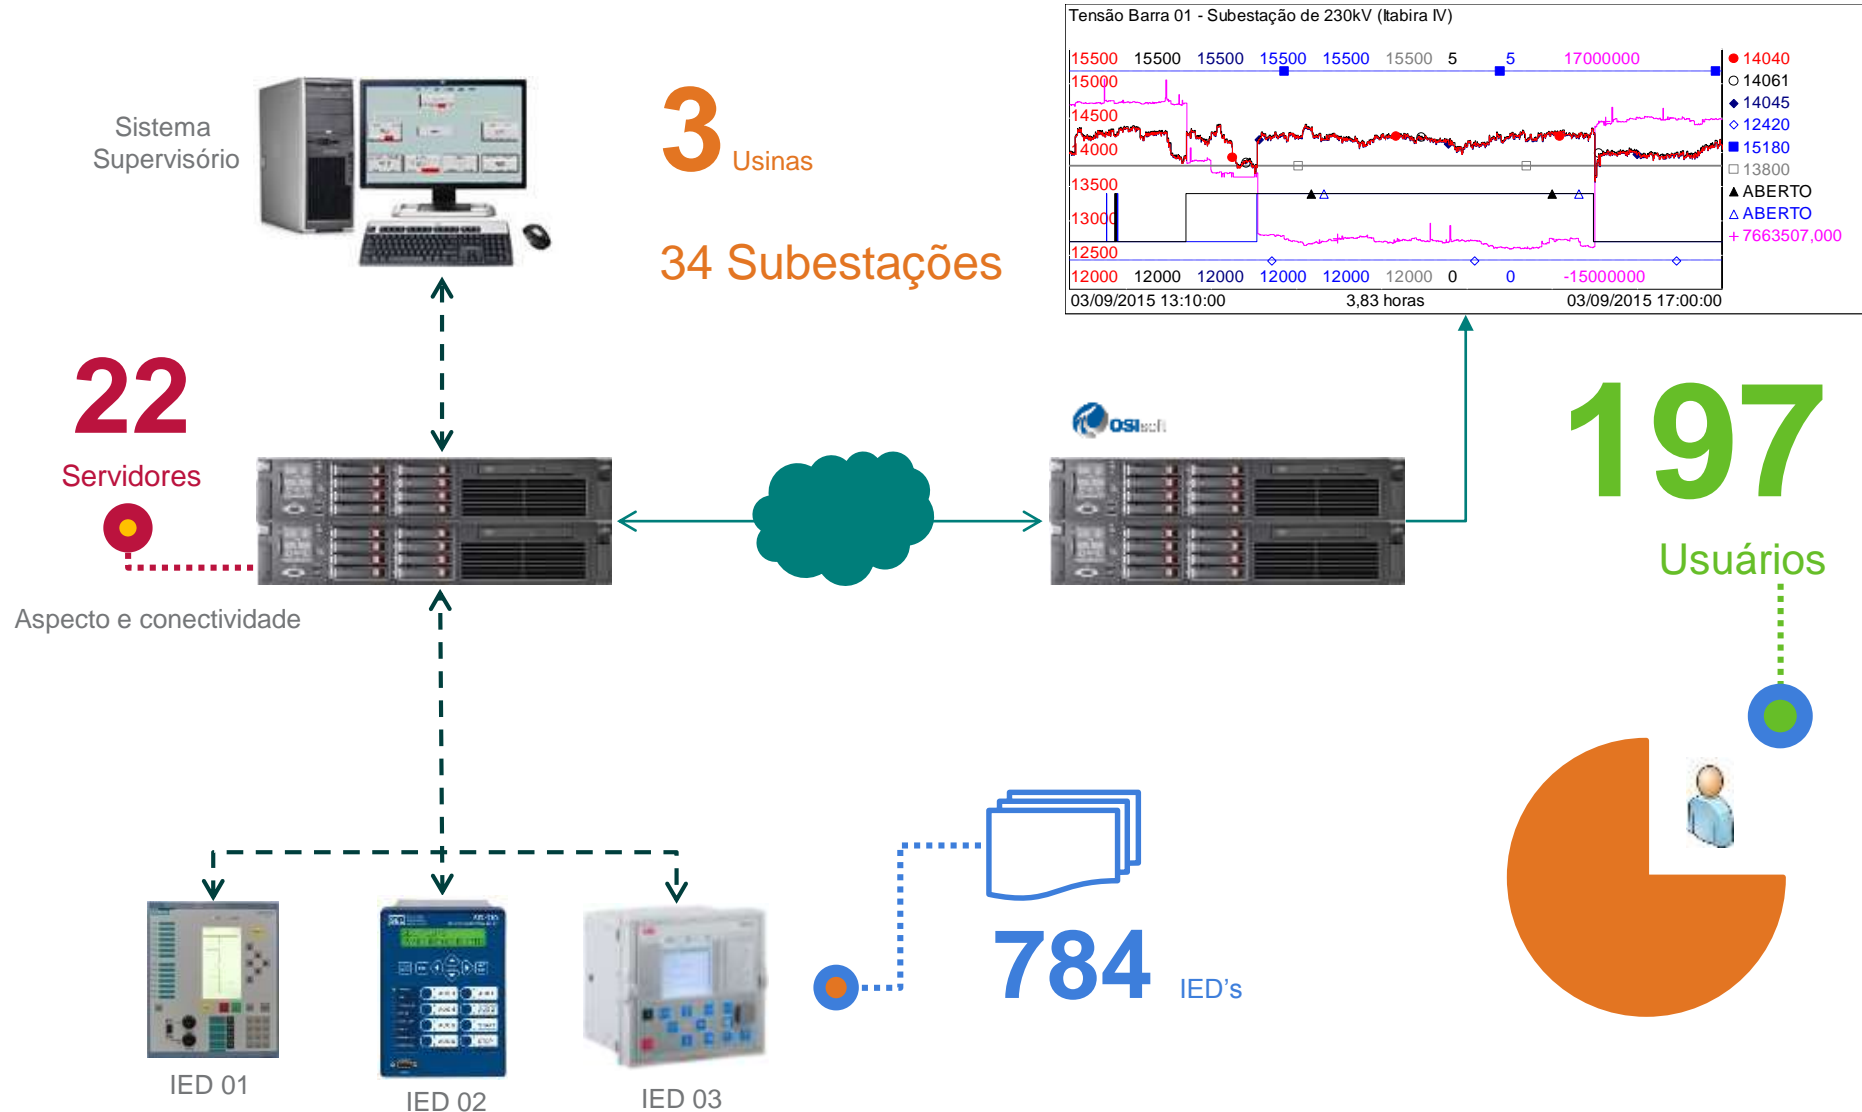 Tensão Barra 01 - Subestação de 230kV (Itabira IV)
15500 15500 15500 15500 15500 15500 5 5 17000000
15000
14500
14000
13500
13000
12500
12000 12000 12000 12000 12000 12000 0 0 -15000000
03/09/2015 13:10:00 3,83 horas 03/09/2015 17:00:00
14040
14061
14045
12420
15180
13800
ABERTO
ABERTO
7663507,000
Sistema
Supervisório
3 Usinas
34 Subestações
22
Servidores
Aspecto e conectividade
OSIsoft
197
Usuários
784 IED's
IED 01
IED 02
IED 03